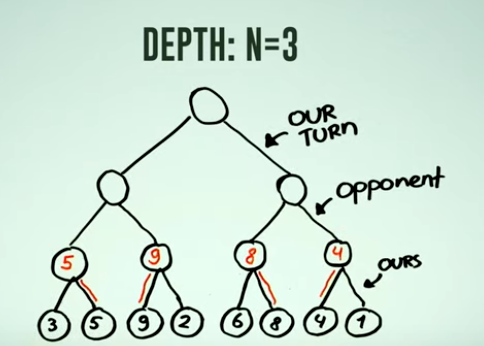 DEPTH: N=3
OUR
TURN
OPPONENT
5 9 8 4
OURS
3 5 9 2 6 8 4 1